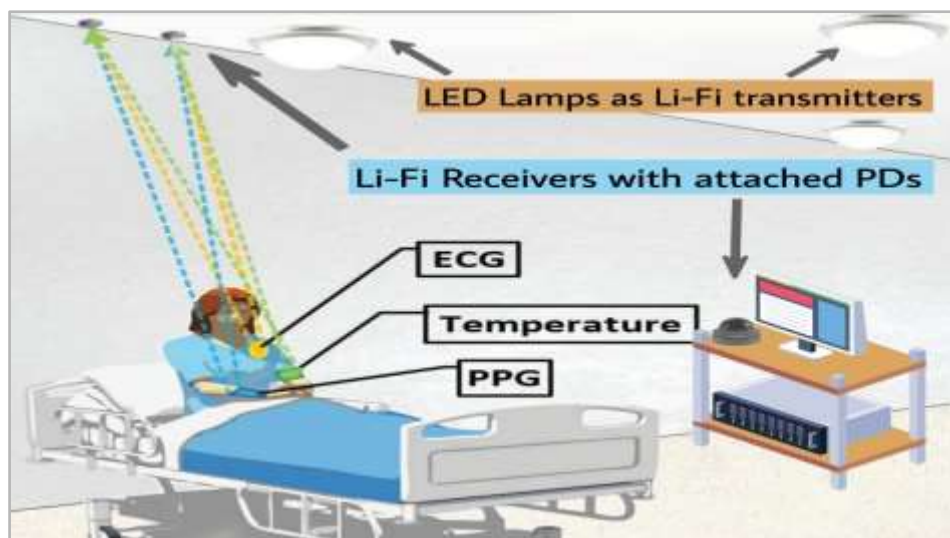 LED Lamps as Li-Fi transmitters
Li-Fi Receivers with attached PDs
ECG
Temperature
PPG